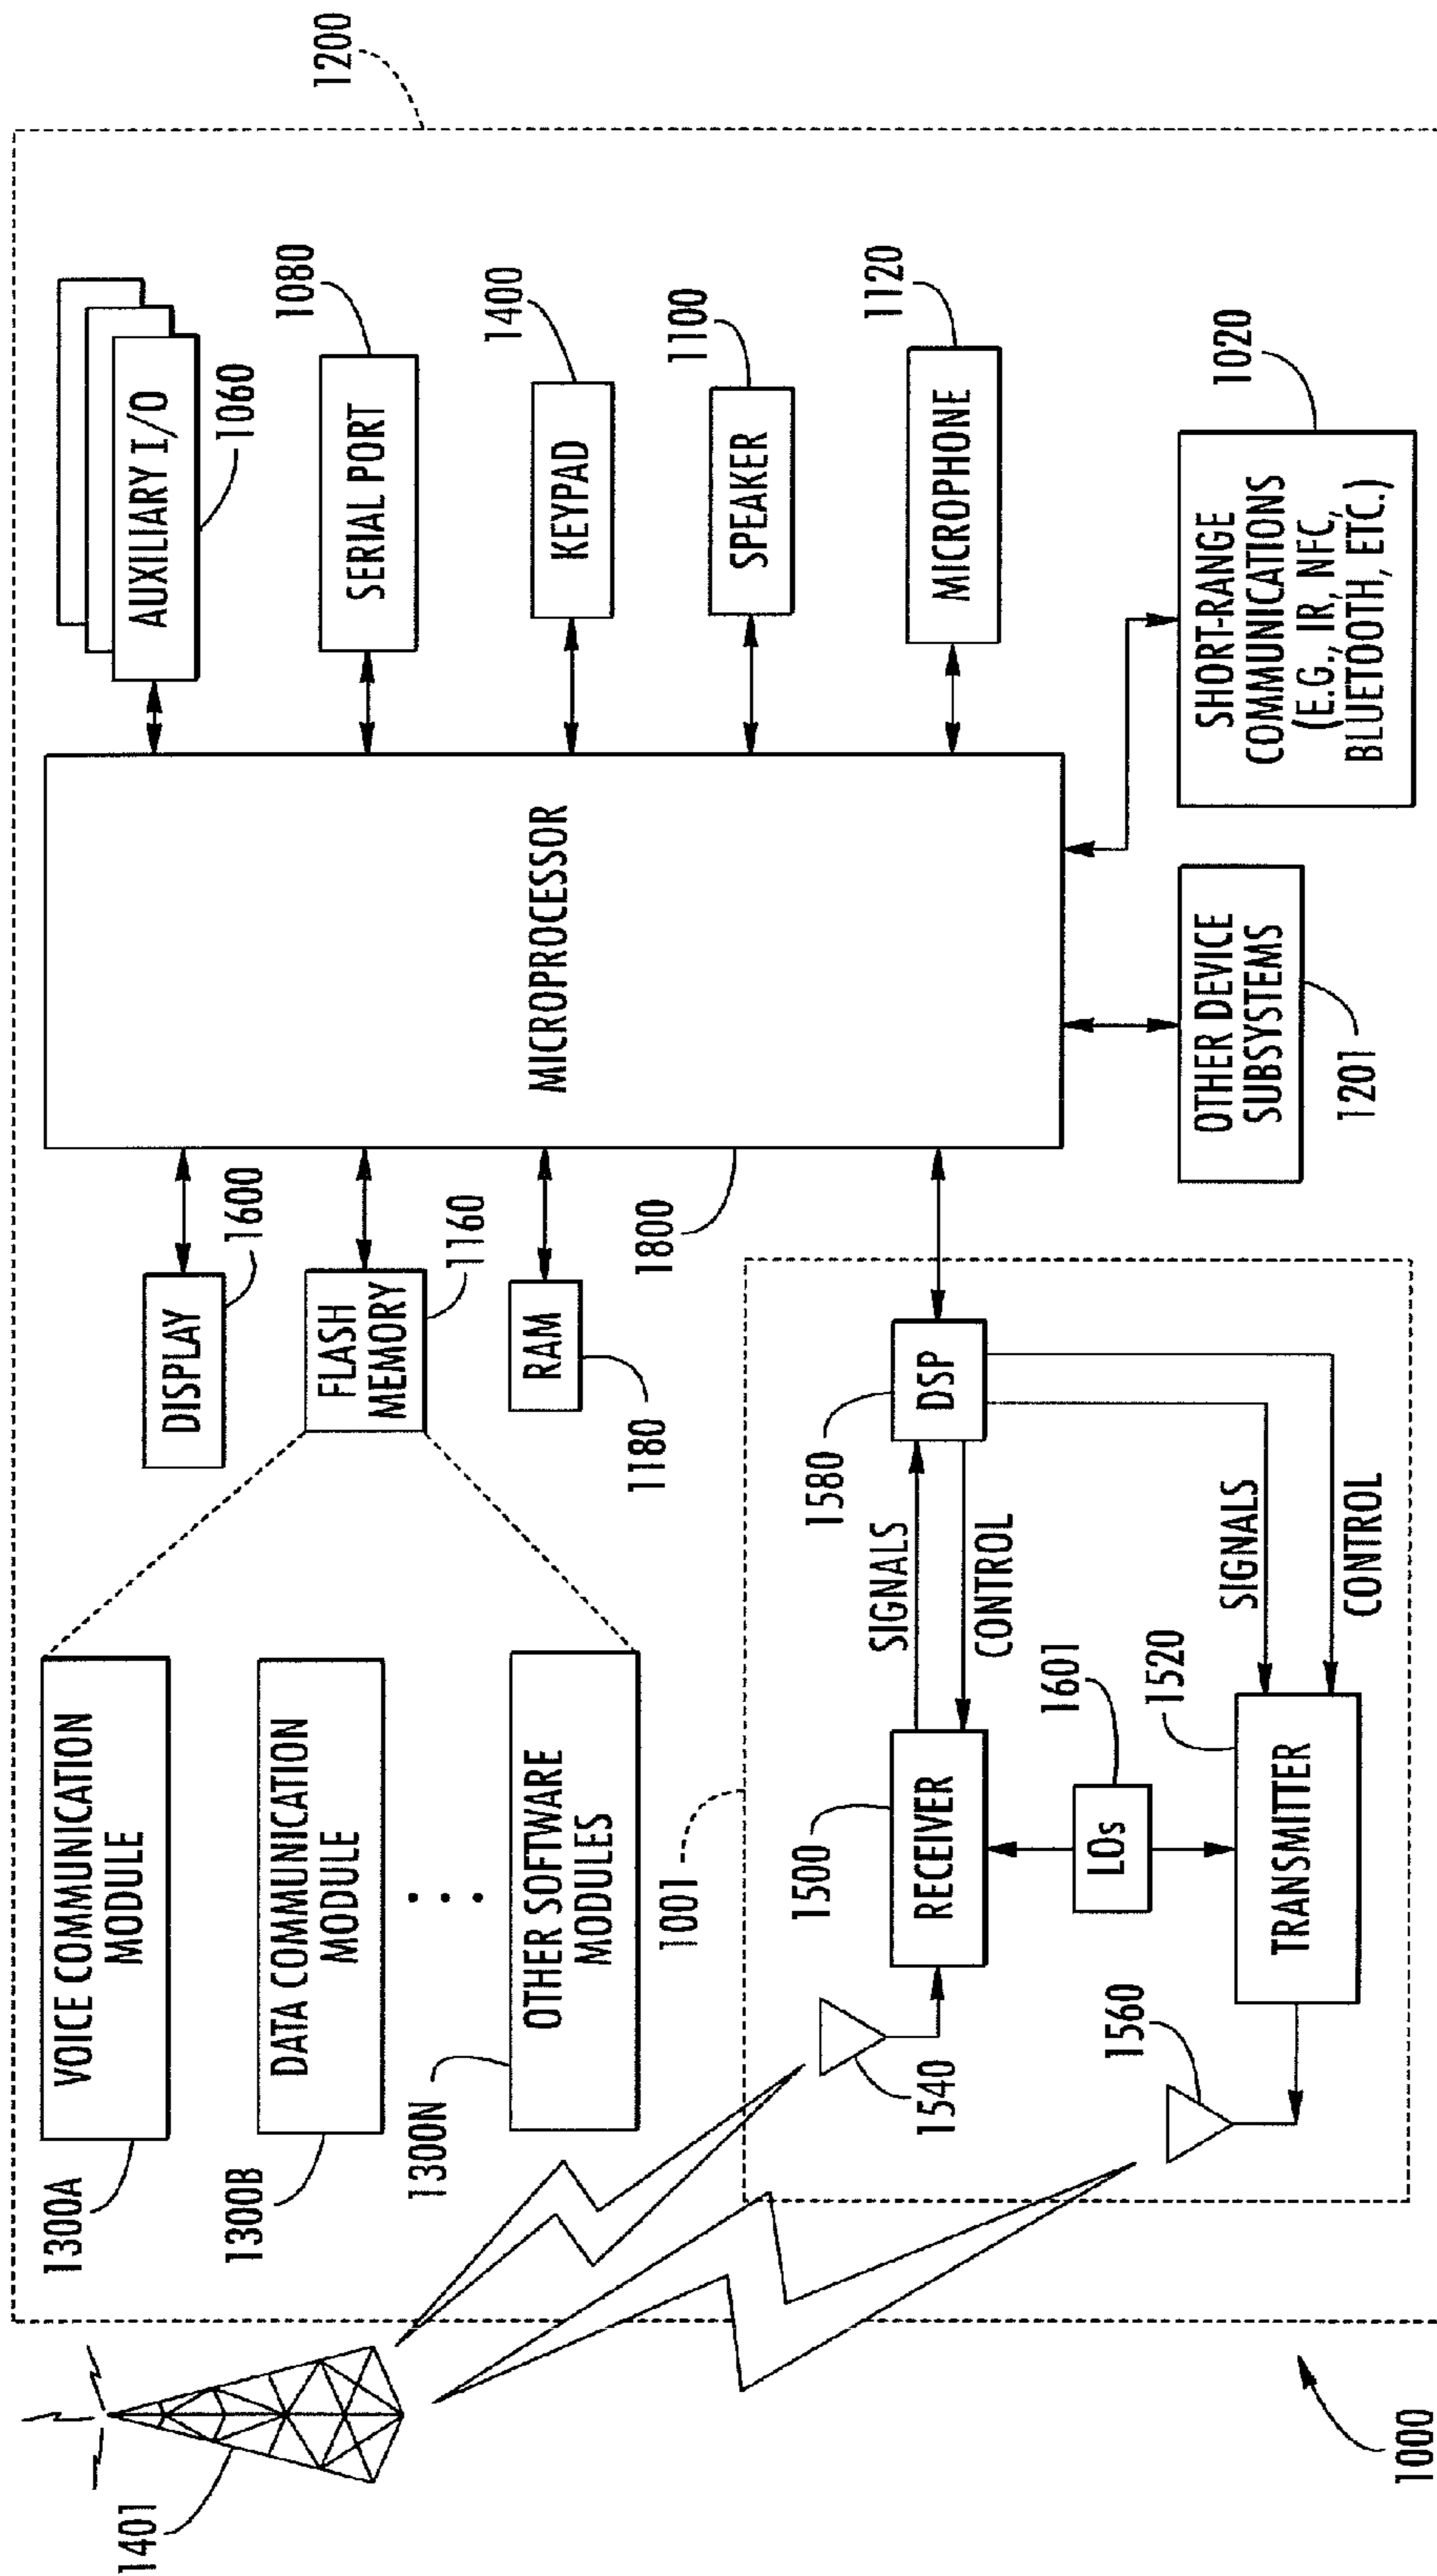 1401
1300A
VOICE COMMUNICATION
MODULE
1300B
DATA COMMUNICATION
MODULE
1300N
OTHER SOFTWARE
MODULES
DISPLAY
1600
FLASH
MEMORY
1160
RAM
1180
1800
MICROPROCESSOR
AUXILIARY I/O
1060
SERIAL PORT
1080
KEYPAD
1400
SPEAKER
1100
MICROPHONE
1120
1200
1001
1500
RECEIVER
1540
SIGNALS
CONTROL
1580
DSP
LOs
1601
1560
TRANSMITTER
1520
SIGNALS
CONTROL
OTHER DEVICE
SUBSYSTEMS
1201
SHORT-RANGE
COMMUNICATIONS
(E.G., IR, NFC,
BLUETOOTH, ETC.)
1020
1000